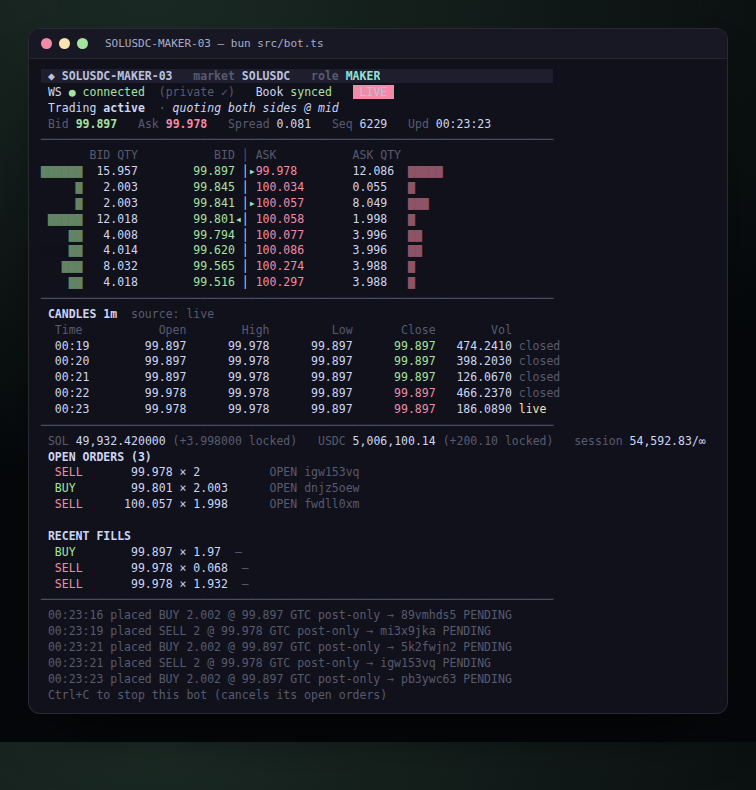 SOLUSDC-MAKER-03 — bun src/bot.ts
◆ SOLUSDC-MAKER-03 market SOLUSDC role MAKER
WS ● connected (private ✓) Book synced LIVE
Trading active · quoting both sides @ mid
Bid 99.897 Ask 99.978 Spread 0.081 Seq 6229 Upd 00:23:23
BID QTY BID │ ASK ASK QTY
15.957 99.897 │▸99.978 12.086
2.003 99.845 │ 100.034 0.055
2.003 99.841 │▸100.057 8.049
12.018 99.801◂│ 100.058 1.998
4.008 99.794 │ 100.077 3.996
4.014 99.620 │ 100.086 3.996
8.032 99.565 │ 100.274 3.988
4.018 99.516 │ 100.297 3.988
CANDLES 1m source: live
Time Open High Low Close Vol
00:19 99.897 99.978 99.897 99.897 474.2410 closed
00:20 99.897 99.978 99.897 99.897 398.2030 closed
00:21 99.897 99.978 99.897 99.897 126.0670 closed
00:22 99.978 99.978 99.897 99.897 466.2370 closed
00:23 99.978 99.978 99.897 99.897 186.0890 live
SOL 49,932.420000 (+3.998000 locked) USDC 5,006,100.14 (+200.10 locked) session 54,592.83/∞
OPEN ORDERS (3)
SELL 99.978 × 2 OPEN igw153vq
BUY 99.801 × 2.003 OPEN dnjz5oew
SELL 100.057 × 1.998 OPEN fwdll0xm
RECENT FILLS
BUY 99.897 × 1.97 —
SELL 99.978 × 0.068 —
SELL 99.978 × 1.932 —
00:23:16 placed BUY 2.002 @ 99.897 GTC post-only → 89vmhds5 PENDING
00:23:19 placed SELL 2 @ 99.978 GTC post-only → mi3x9jka PENDING
00:23:21 placed BUY 2.002 @ 99.897 GTC post-only → 5k2fwjn2 PENDING
00:23:21 placed SELL 2 @ 99.978 GTC post-only → igw153vq PENDING
00:23:23 placed BUY 2.002 @ 99.897 GTC post-only → pb3ywc63 PENDING
Ctrl+C to stop this bot (cancels its open orders)